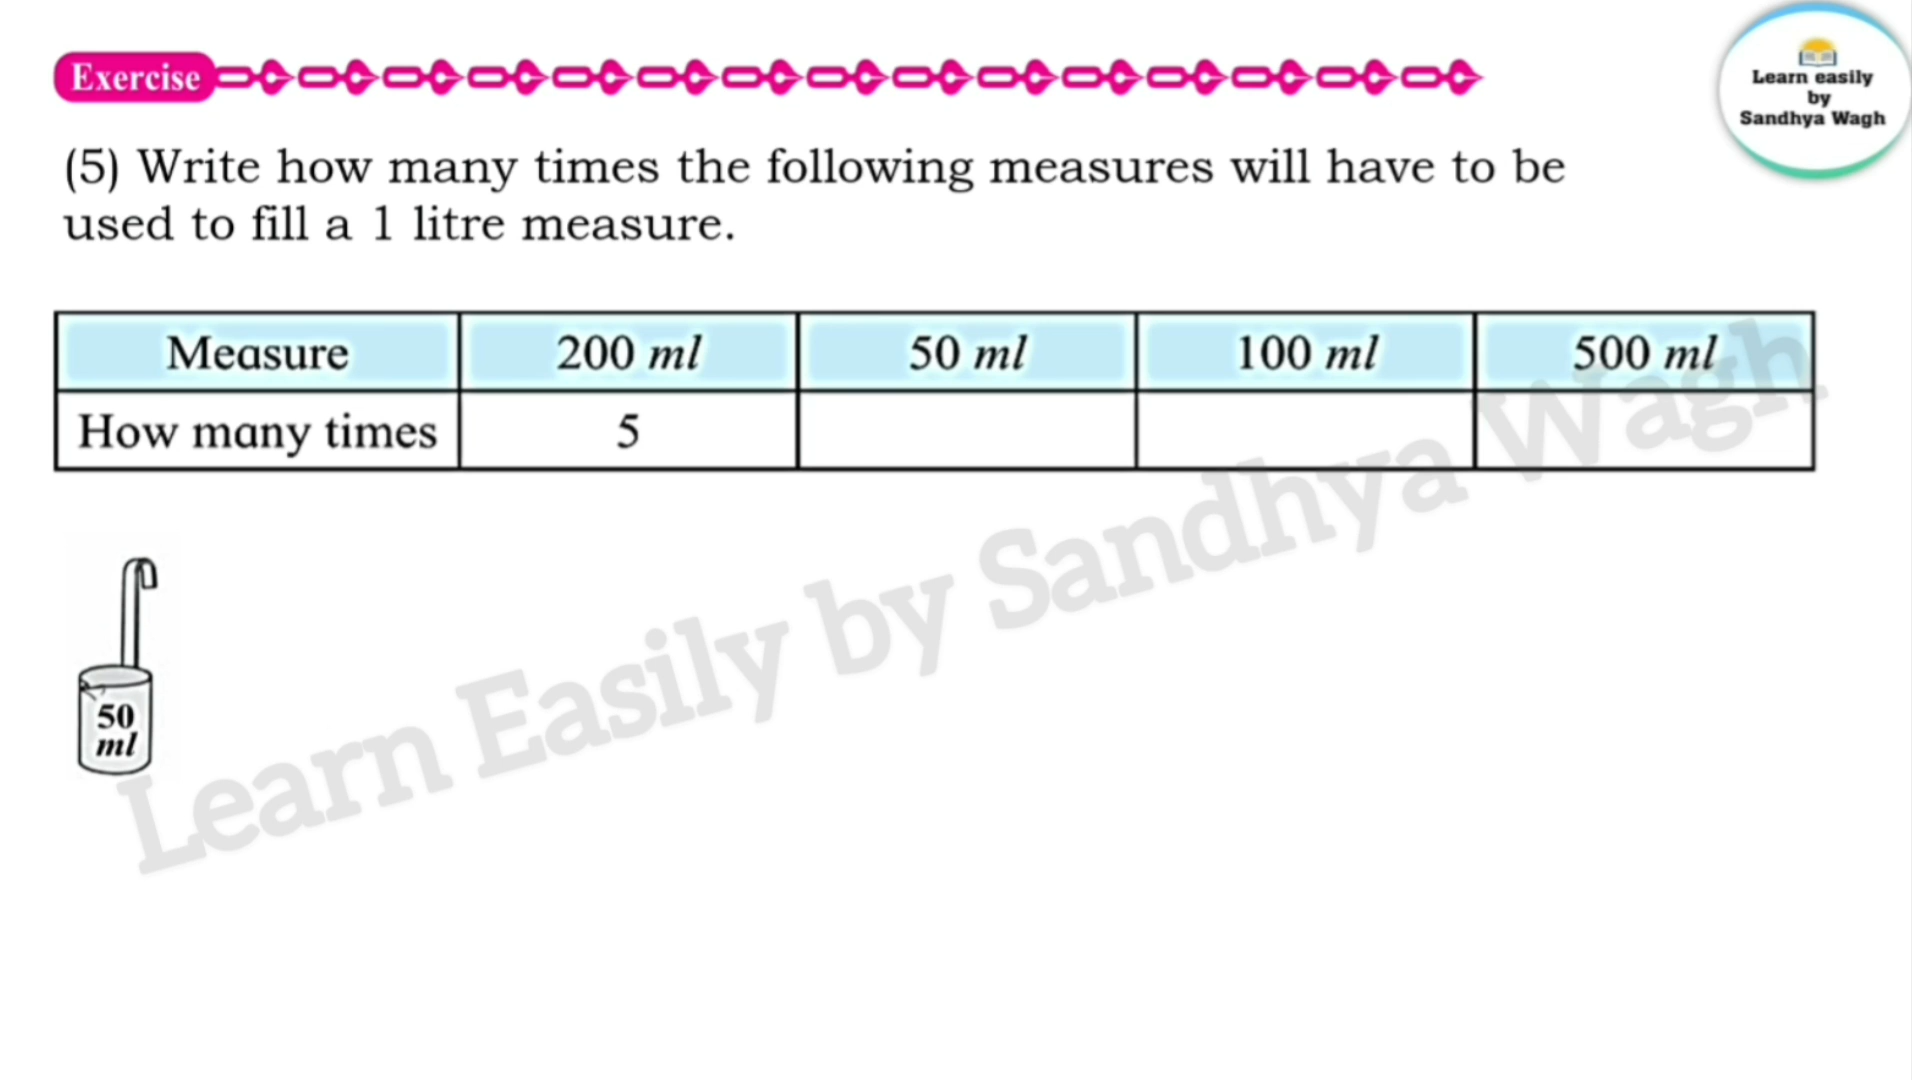 Exercise
Learn easily
by
Sandhya Wagh
(5) Write how many times the following measures will have to be
used to fill a 1 litre measure.
Measure 200 ml 50 ml 100 ml 500 ml
How many times 5
50
ml
Learn Easily by Sandhya Wagh